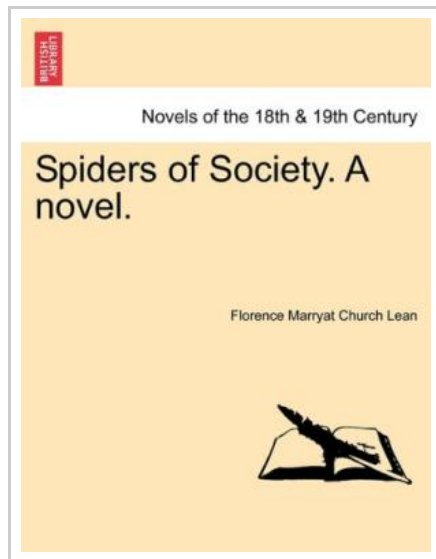 BRITISH
LIBRARY
Novels of the 18th & 19th Century
Spiders of Society. A
novel.
Florence Marryat Church Lean